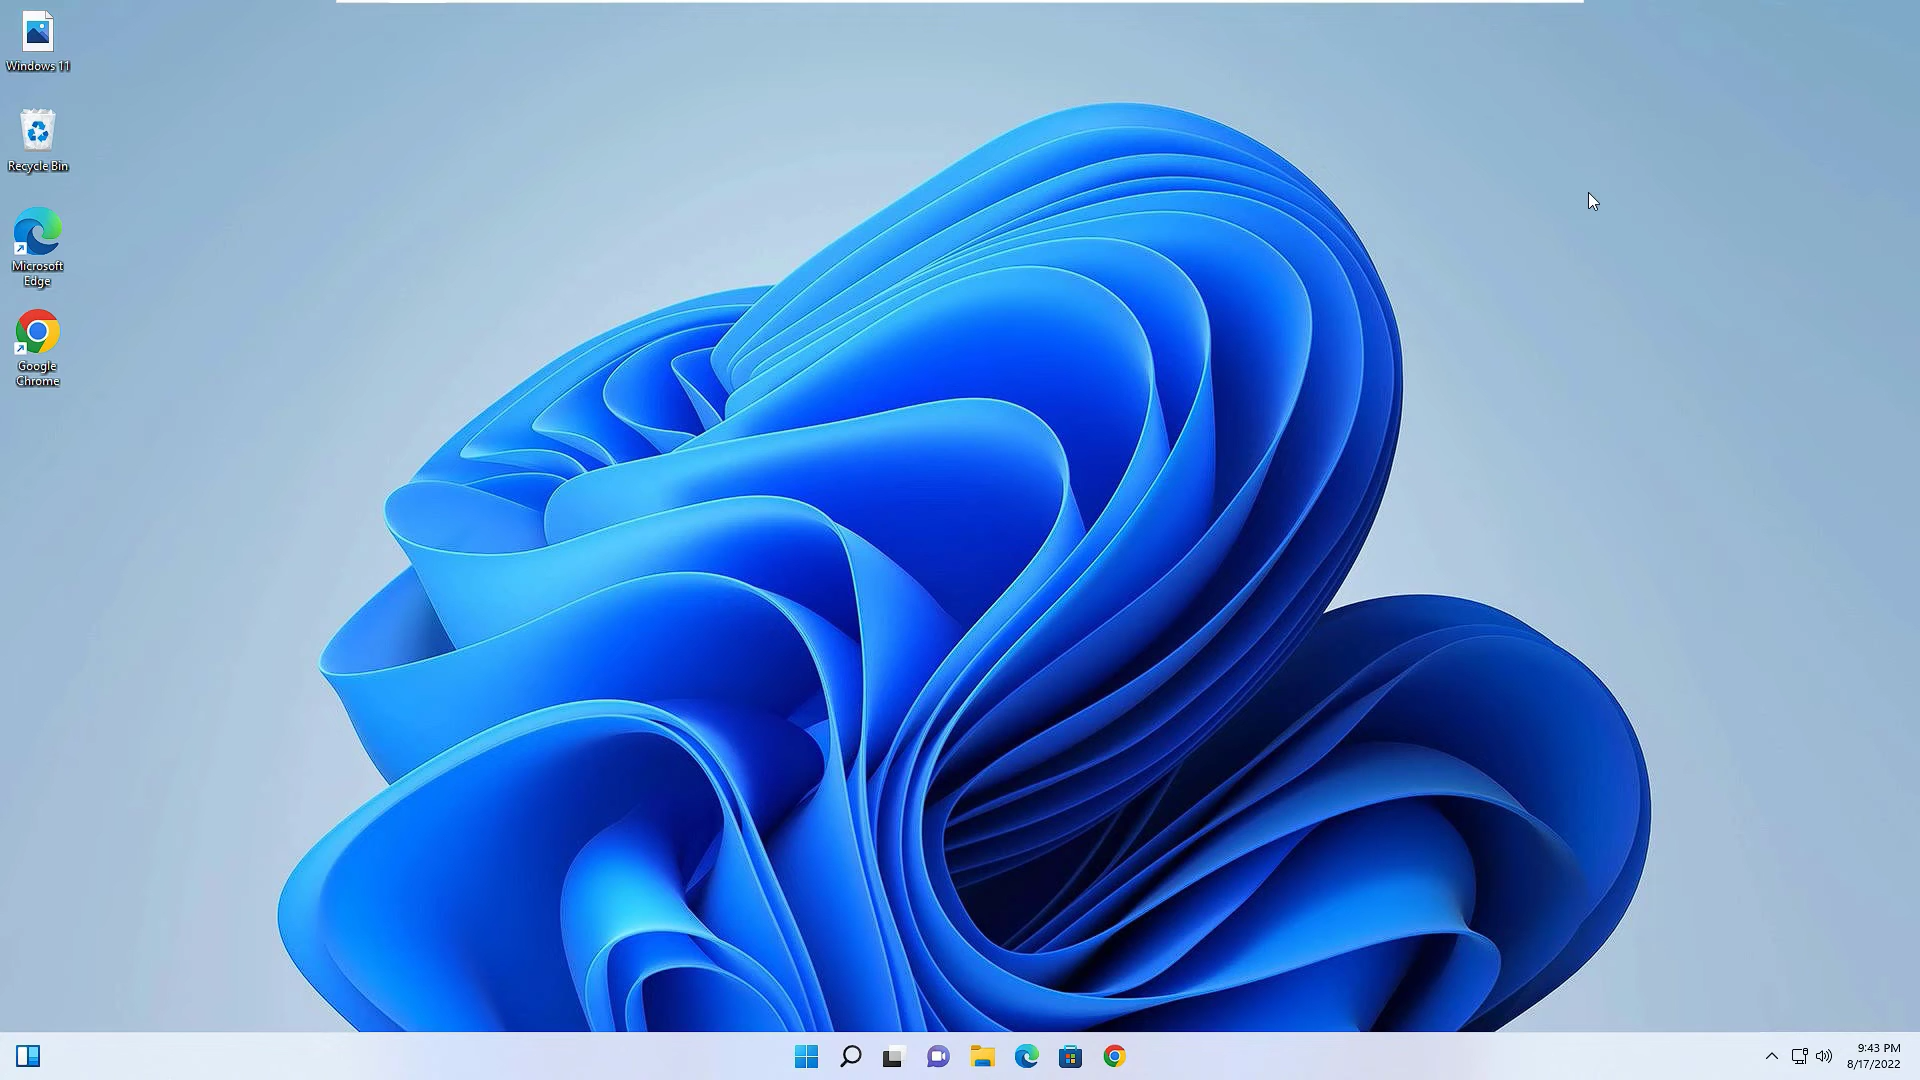 Windows 11
Recycle Bin
Microsoft
Edge
Google
Chrome
9:43 PM
8/17/2022